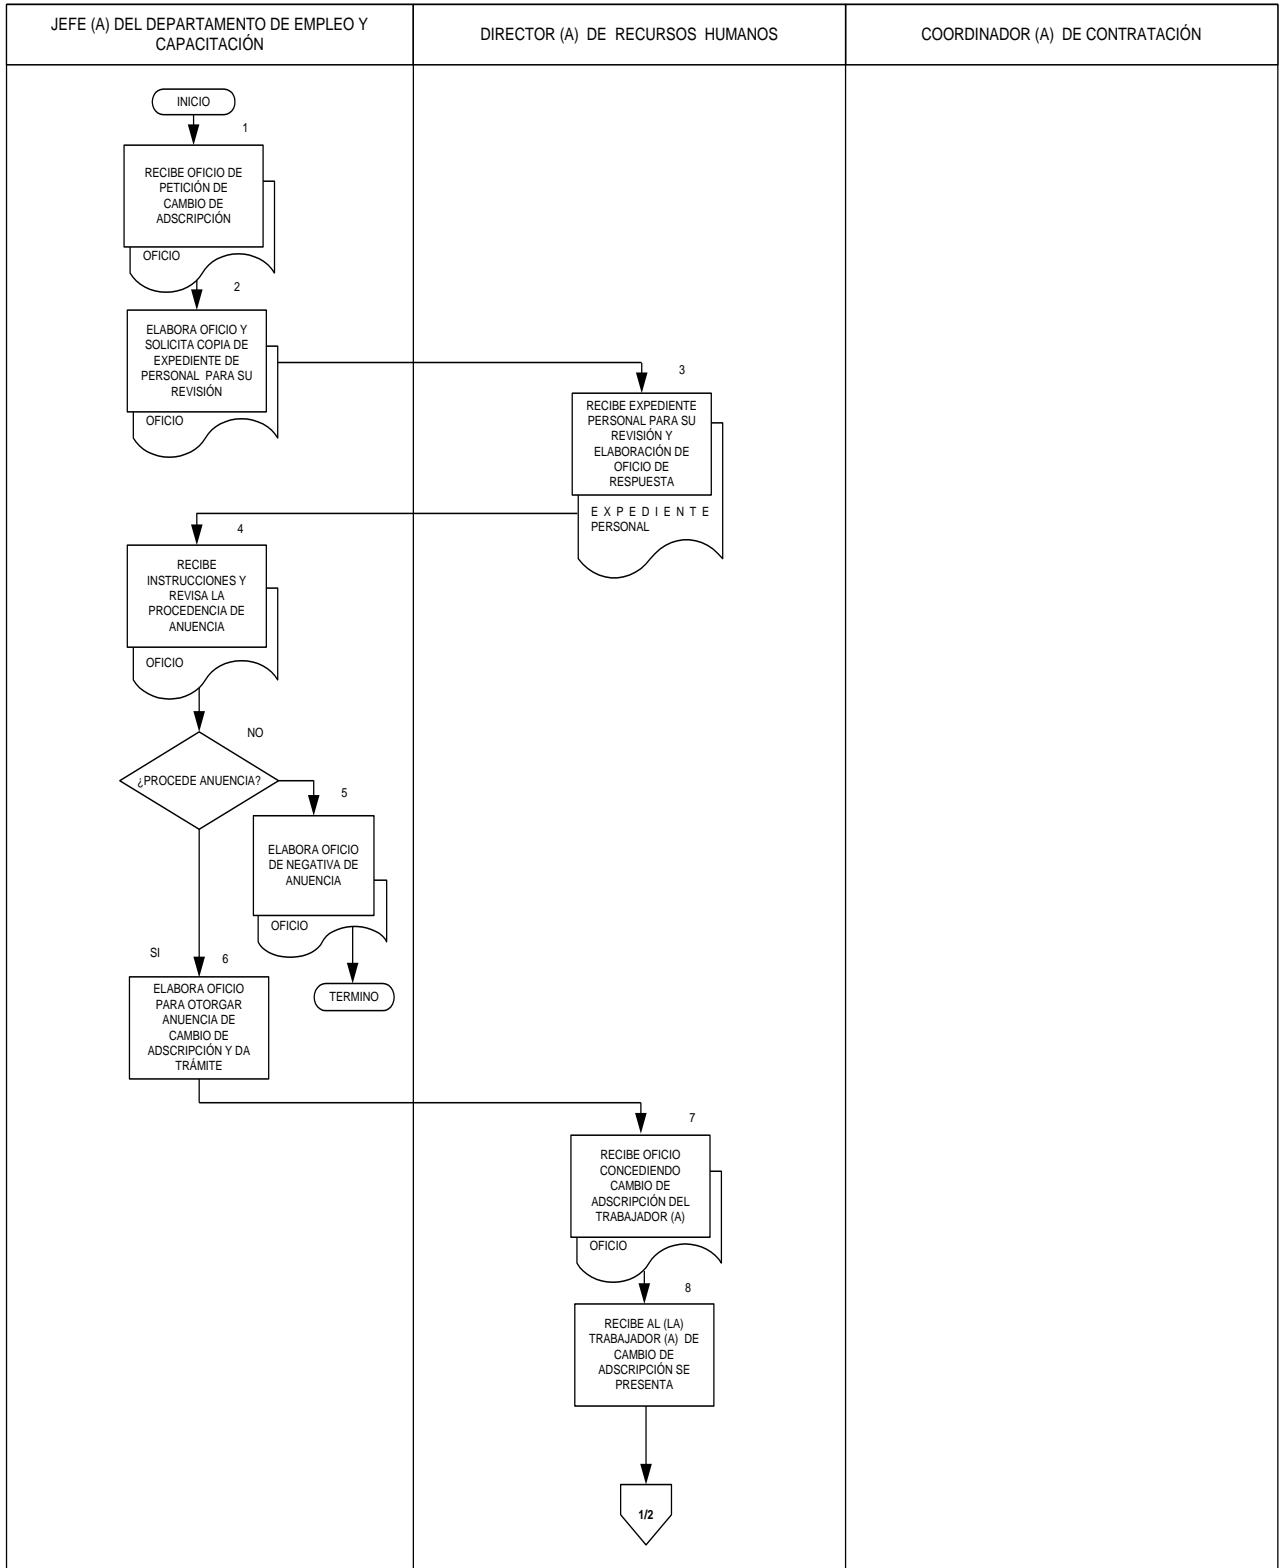 JEFE (A) DEL DEPARTAMENTO DE EMPLEO Y
CAPACITACIÓN
DIRECTOR (A) DE RECURSOS HUMANOS
COORDINADOR (A) DE CONTRATACIÓN
INICIO
1
RECIBE OFICIO DE
PETICIÓN DE
CAMBIO DE
ADSCRIPCIÓN
OFICIO
2
ELABORA OFICIO Y
SOLICITA COPIA DE
EXPEDIENTE DE
PERSONAL PARA SU
REVISIÓN
OFICIO
3
RECIBE EXPEDIENTE
PERSONAL PARA SU
REVISIÓN Y
ELABORACIÓN DE
OFICIO DE
RESPUESTA
EXPEDIENTE
PERSONAL
4
RECIBE
INSTRUCCIONES Y
REVISA LA
PROCEDENCIA DE
ANUENCIA
OFICIO
NO
¿PROCEDE ANUENCIA?
5
ELABORA OFICIO
DE NEGATIVA DE
ANUENCIA
OFICIO
TERMINO
SI
6
ELABORA OFICIO
PARA OTORGAR
ANUENCIA DE
CAMBIO DE
ADSCRIPCIÓN Y DA
TRÁMITE
7
RECIBE OFICIO
CONCEDIENDO
CAMBIO DE
ADSCRIPCIÓN DEL
TRABAJADOR (A)
OFICIO
8
RECIBE AL (LA)
TRABAJADOR (A) DE
CAMBIO DE
ADSCRIPCIÓN SE
PRESENTA
1/2